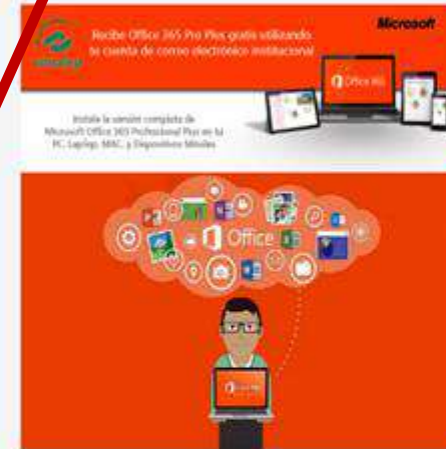 Recibe Office 365 Pro Plus gratis utilizando
tu cuenta de correo electrónico institucional
Microsoft
Office 365
Instala la versión completa de
Microsoft Office 365 Professional Plus en tu
PC, Laptop, MAC, y Dispositivos Móviles
Office